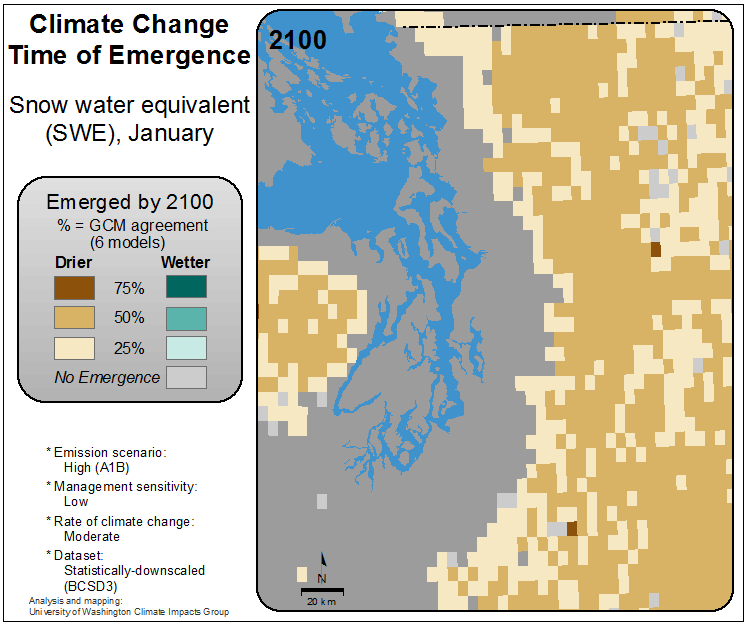 Climate Change
Time of Emergence
Snow water equivalent
(SWE), January
Emerged by 2100
% = GCM agreement
(6 models)
Drier Wetter
75%
50%
25%
No Emergence
* Emission scenario:
High (A1B)
* Management sensitivity:
Low
* Rate of climate change:
Moderate
* Dataset:
Statistically-downscaled
(BCSD3)
Analysis and mapping:
University of Washington Climate Impacts Group
2100
N
20 km